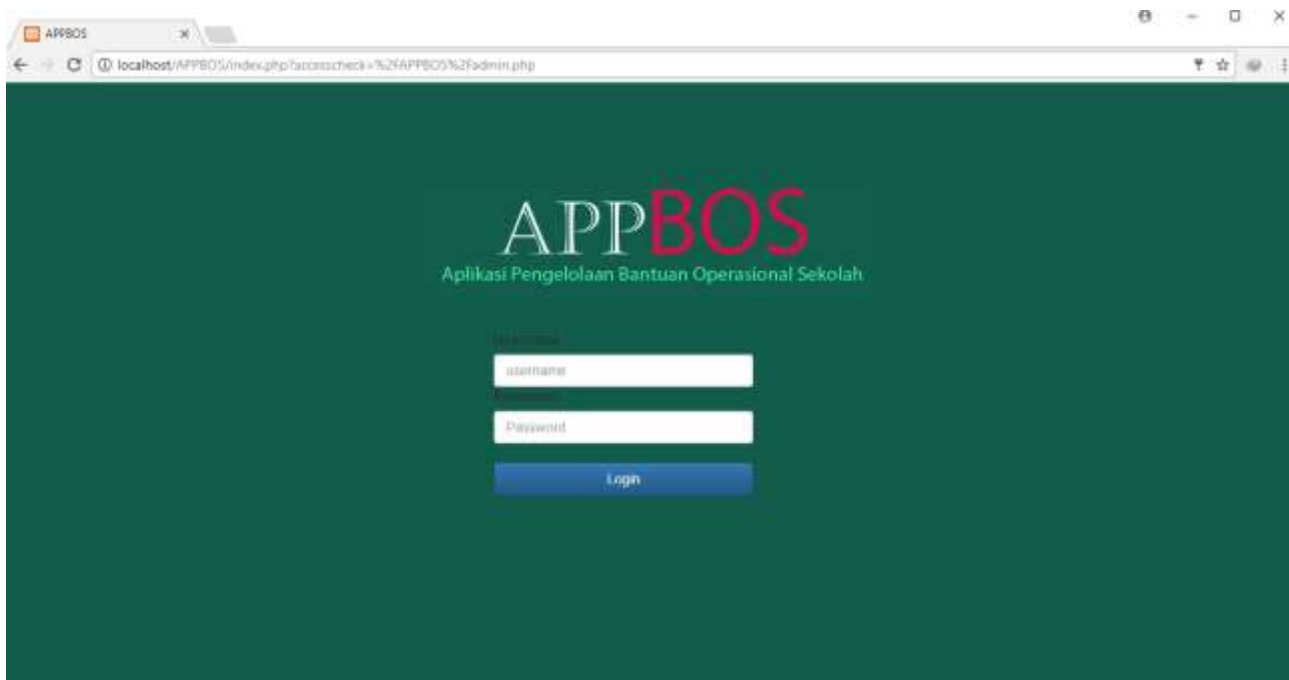 APPBOS
localhost/APPBOS/index.php?accesscheck=%2FAPPBOS%2Fadmin.php
APPBOS
Aplikasi Pengelolaan Bantuan Operasional Sekolah
username
Password
Login